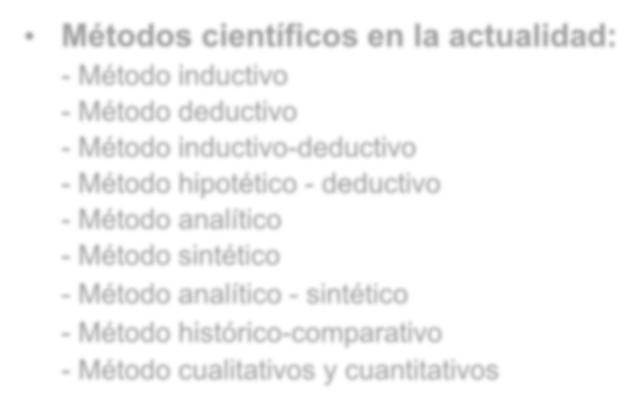 • Métodos científicos en la actualidad:
- Método inductivo
- Método deductivo
- Método inductivo-deductivo
- Método hipotético - deductivo
- Método analítico
- Método sintético
- Método analítico - sintético
- Método histórico-comparativo
- Método cualitativos y cuantitativos